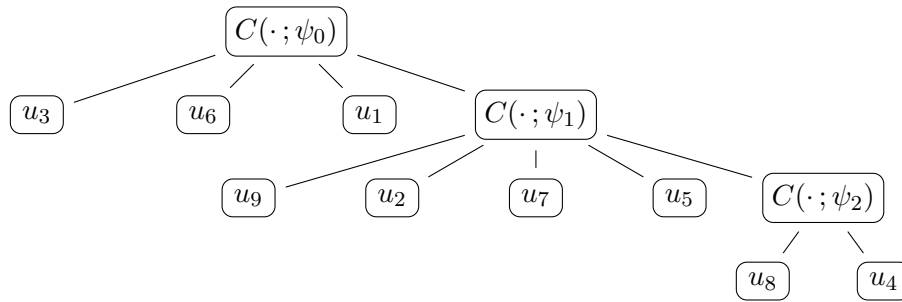 C(· ; ψ₀)
u₃ u₆ u₁ C(· ; ψ₁)
u₉ u₂ u₇ u₅ C(· ; ψ₂)
u₈ u₄